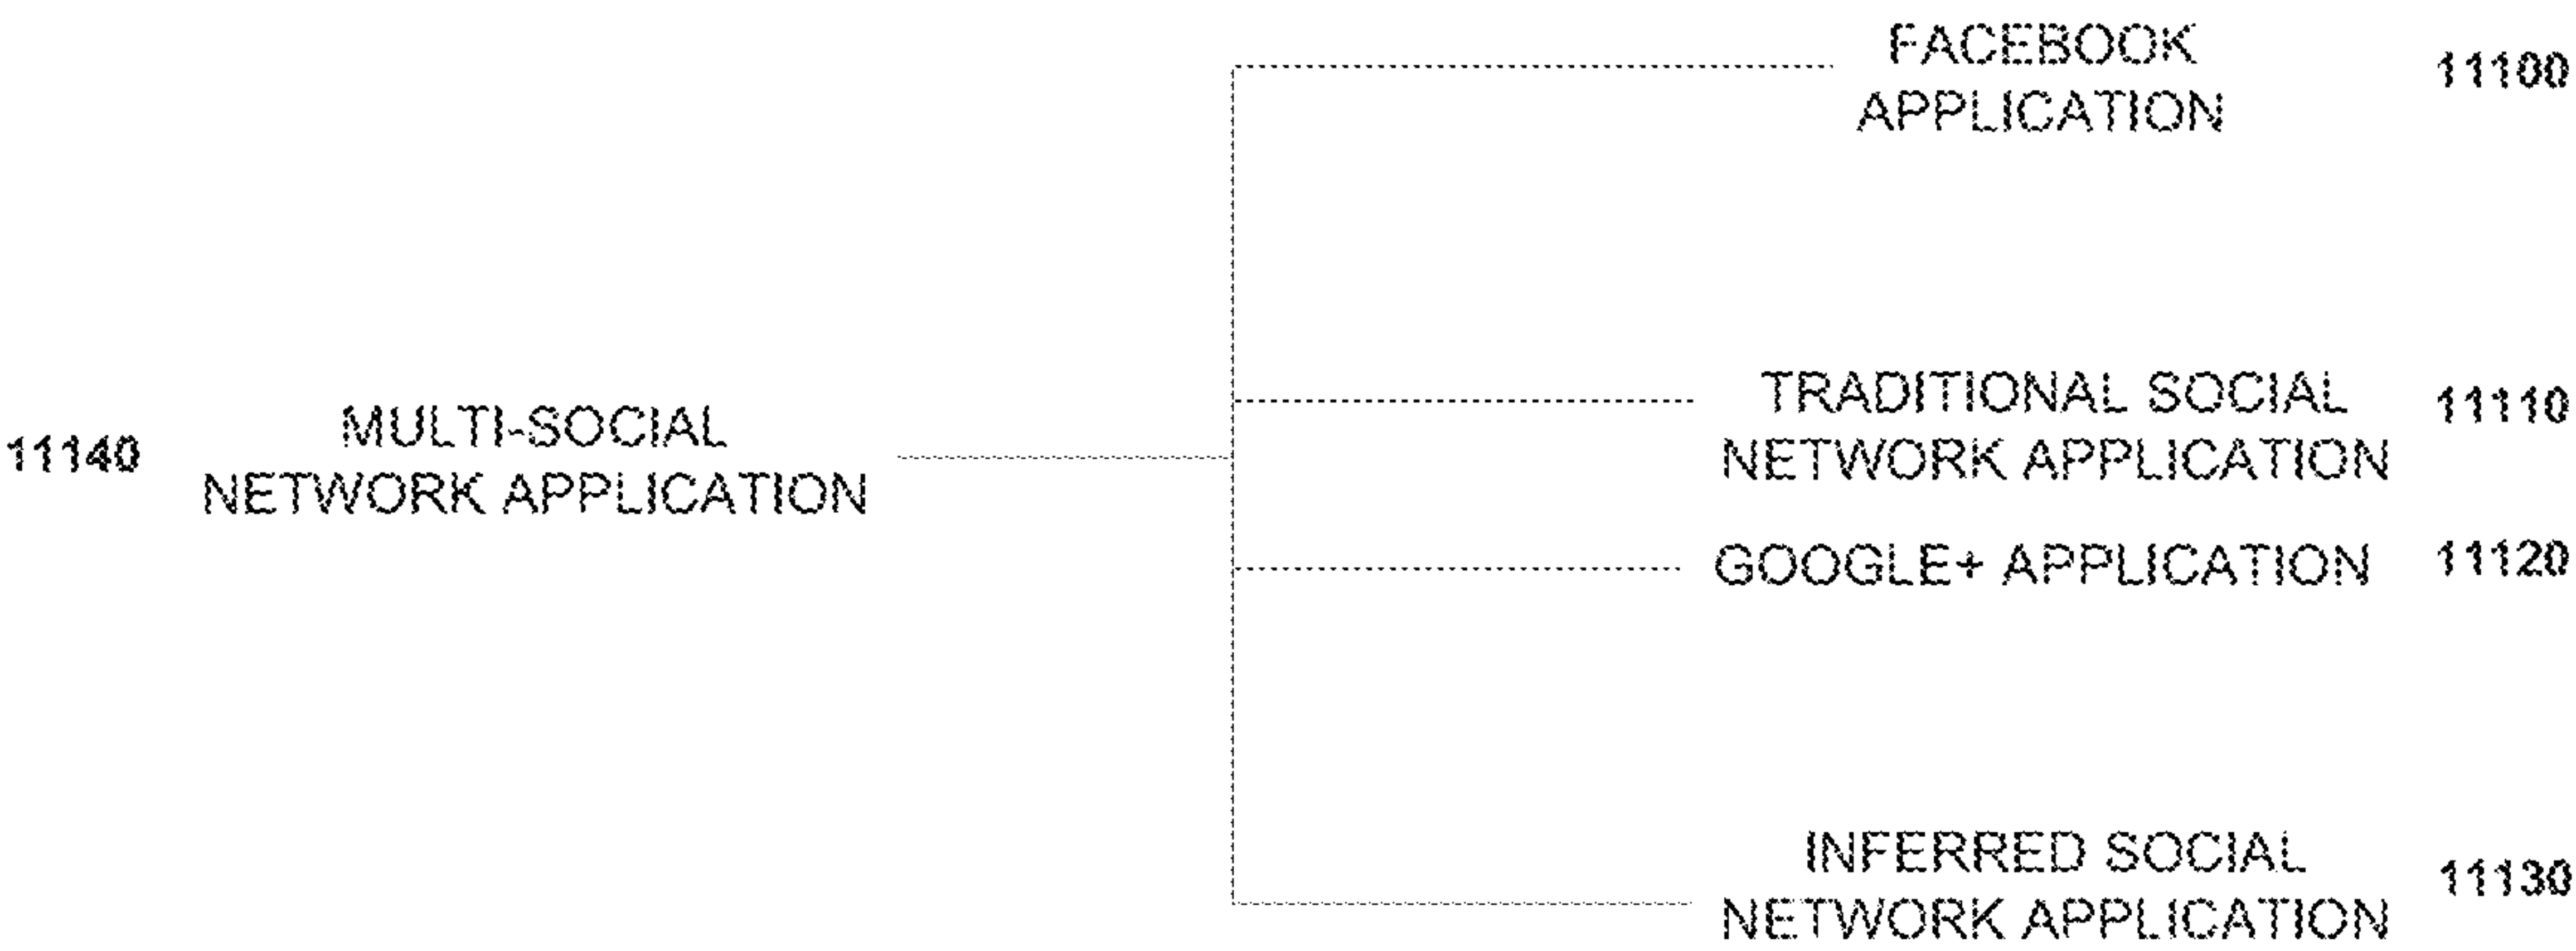 FACEBOOK
APPLICATION
11100
TRADITIONAL SOCIAL
NETWORK APPLICATION
11110
11140
MULTI-SOCIAL
NETWORK APPLICATION
GOOGLE+ APPLICATION
11120
INFERRED SOCIAL
NETWORK APPLICATION
11130